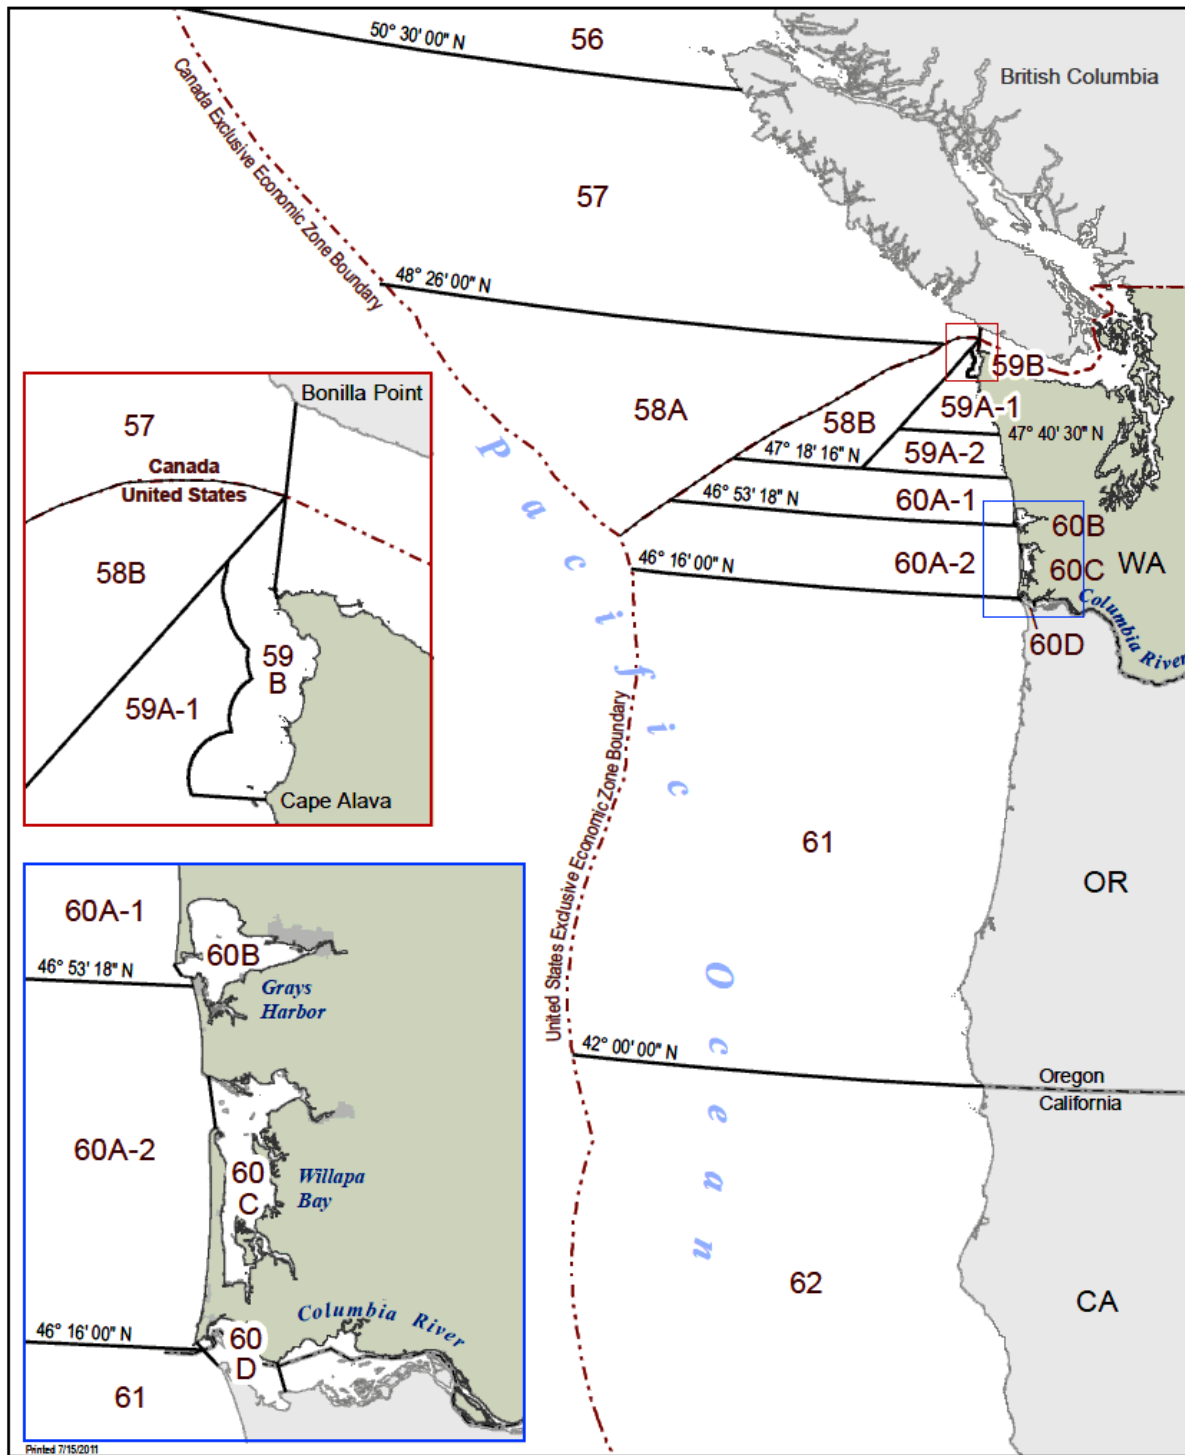 50° 30' 00" N
56
British Columbia
Canada Exclusive Economic Zone Boundary
57
48° 26' 00" N
59B
58A
58B
59A-1
47° 40' 30" N
47° 18' 16" N
59A-2
46° 53' 18" N
60A-1
60B
46° 16' 00" N
60A-2
60C
WA
Columbia River
60D
Pacific Ocean
United States Exclusive Economic Zone Boundary
61
OR
42° 00' 00" N
Oregon
California
62
CA
Bonilla Point
57
Canada
United States
58B
59
B
59A-1
Cape Alava
60A-1
60B
46° 53' 18" N
Grays
Harbor
60A-2
60
C
Willapa
Bay
Columbia River
46° 16' 00" N
60
D
61
Printed 7/15/2011